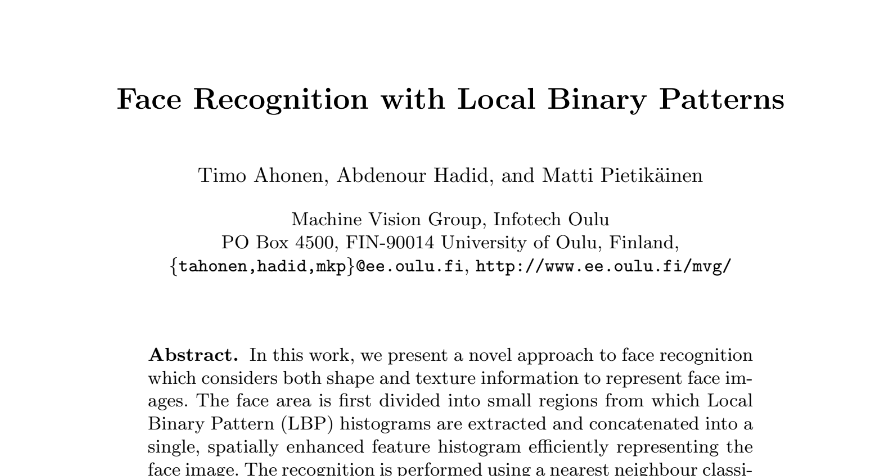 Face Recognition with Local Binary Patterns
Timo Ahonen, Abdenour Hadid, and Matti Pietikäinen
Machine Vision Group, Infotech Oulu
PO Box 4500, FIN-90014 University of Oulu, Finland,
{tahonen,hadid,mkp}@ee.oulu.fi, http://www.ee.oulu.fi/mvg/
Abstract. In this work, we present a novel approach to face recognition
which considers both shape and texture information to represent face im-
ages. The face area is first divided into small regions from which Local
Binary Pattern (LBP) histograms are extracted and concatenated into a
single, spatially enhanced feature histogram efficiently representing the
face image. The recognition is performed using a nearest neighbour classi-